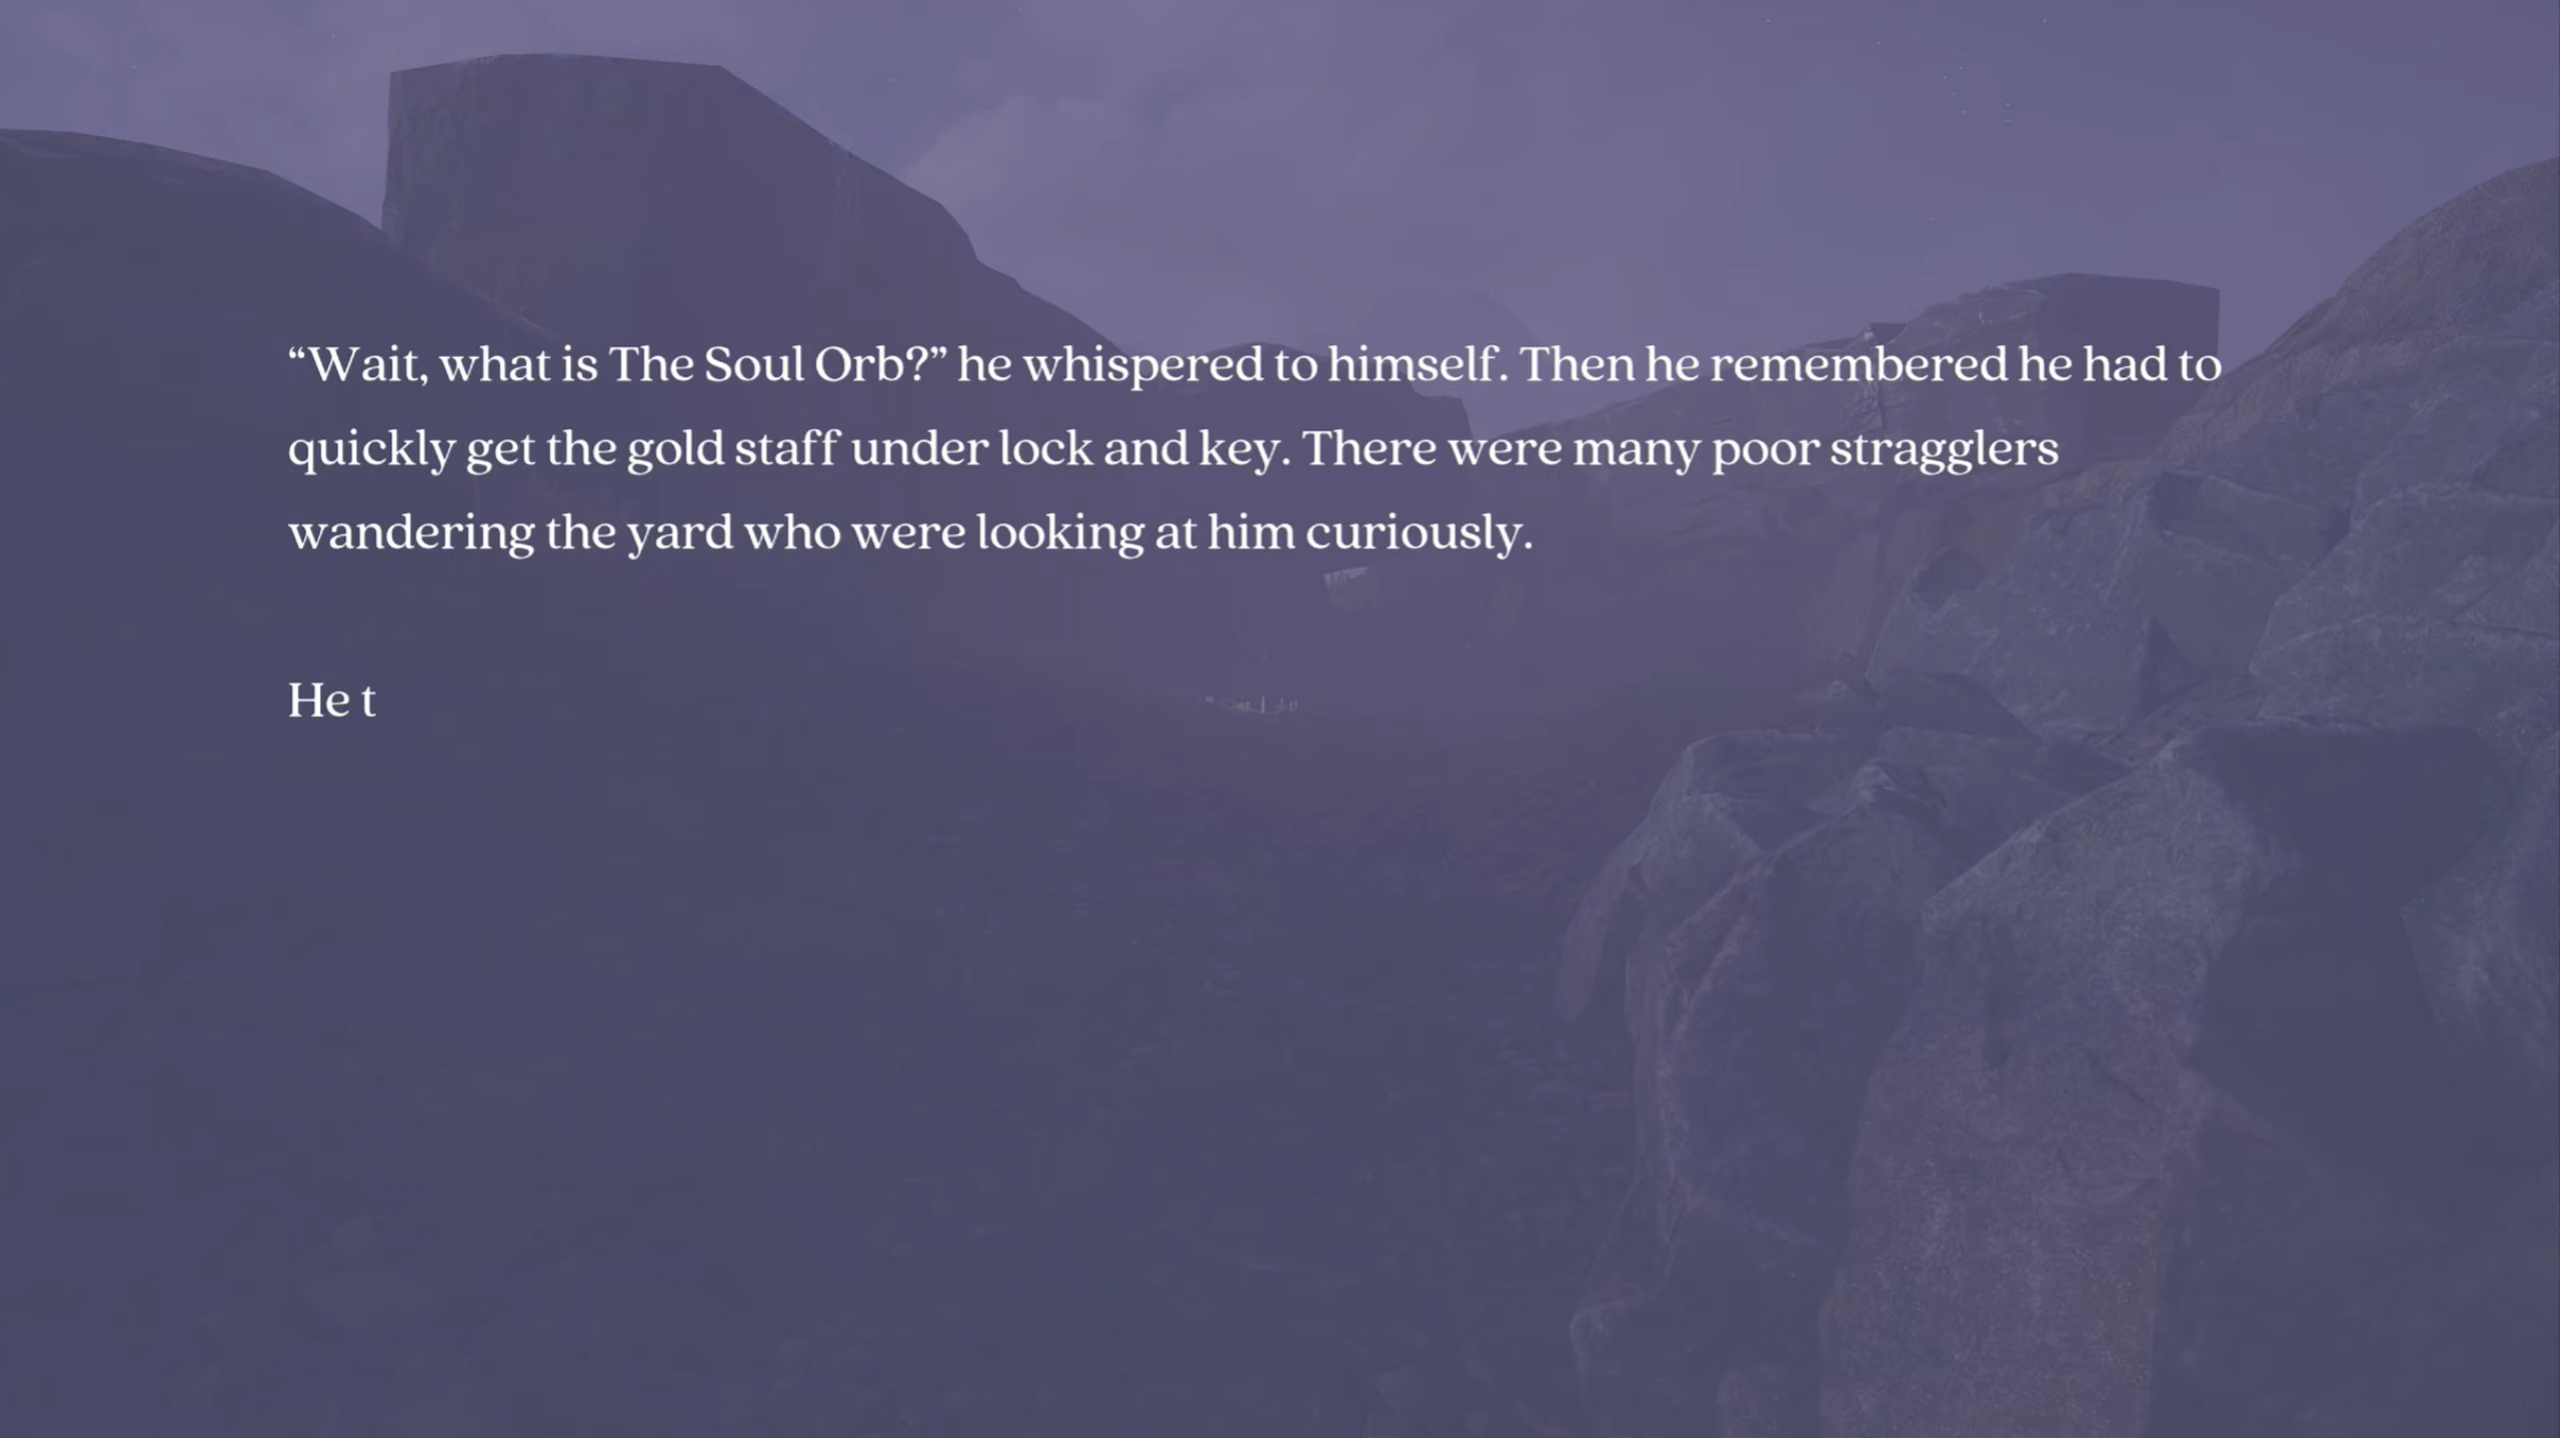 “Wait, what is The Soul Orb?” he whispered to himself. Then he remembered he had to
quickly get the gold staff under lock and key. There were many poor stragglers
wandering the yard who were looking at him curiously.
He t